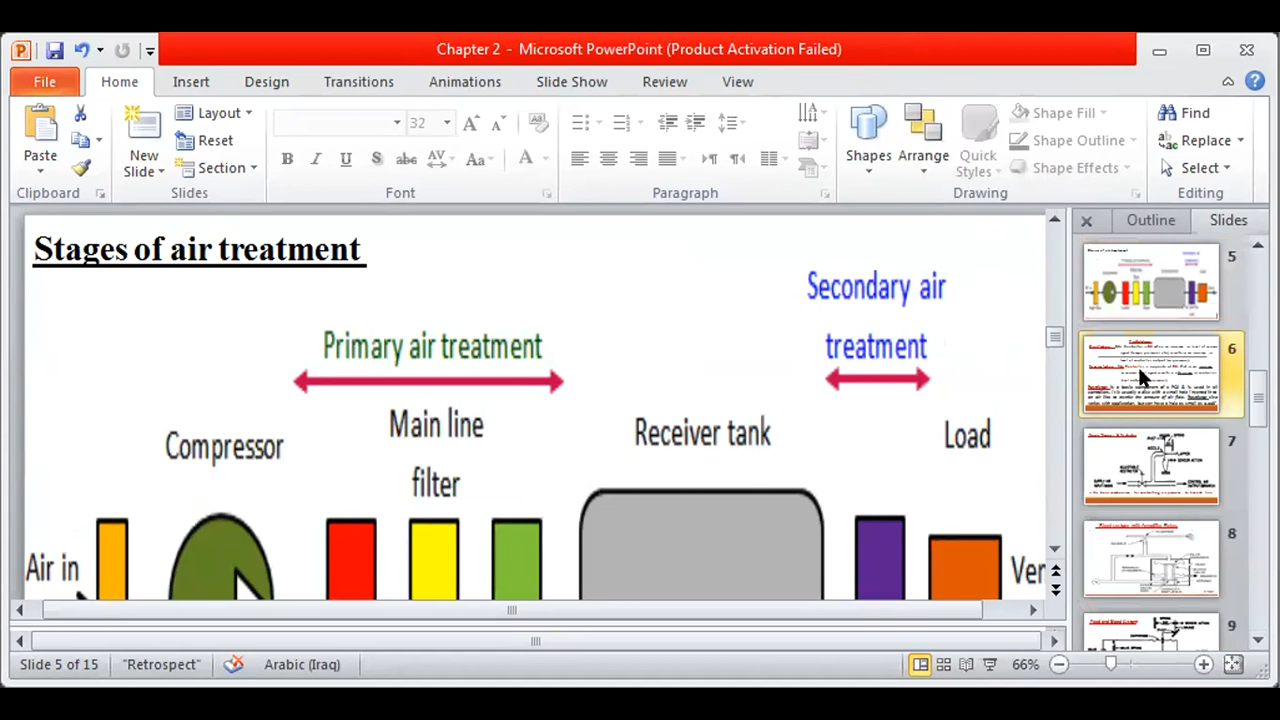 Chapter 2 - Microsoft PowerPoint (Product Activation Failed)
File Home Insert Design Transitions Animations Slide Show Review View
Paste
New Slide
Layout
Reset
Section
32
Shapes
Arrange
Quick Styles
Shape Fill
Shape Outline
Shape Effects
Find
Replace
Select
Clipboard Slides Font Paragraph Drawing Editing
Outline Slides
Stages of air treatment
Secondary air
treatment
Primary air treatment
Main line
filter
Compressor
Receiver tank
Load
Air in
Ver
5
6
7
8
9
Slide 5 of 15 "Retrospect" Arabic (Iraq) 66%